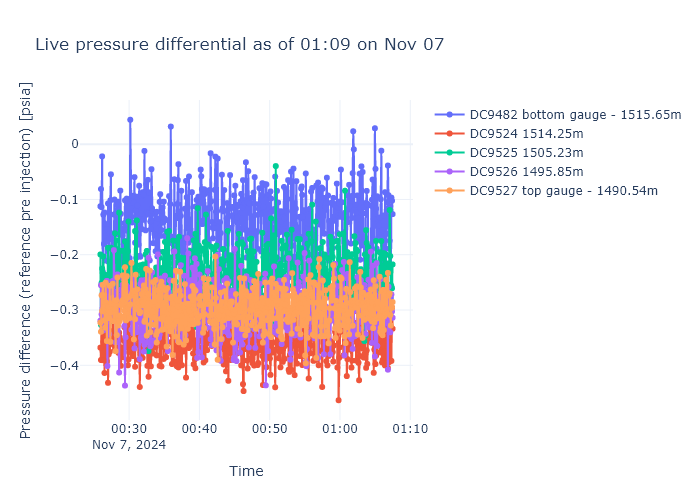 Live pressure differential as of 01:09 on Nov 07
Pressure difference (reference pre injection) [psia]
0
−0.1
−0.2
−0.3
−0.4
00:30
Nov 7, 2024
00:40
00:50
01:00
01:10
Time
DC9482 bottom gauge - 1515.65m
DC9524 1514.25m
DC9525 1505.23m
DC9526 1495.85m
DC9527 top gauge - 1490.54m